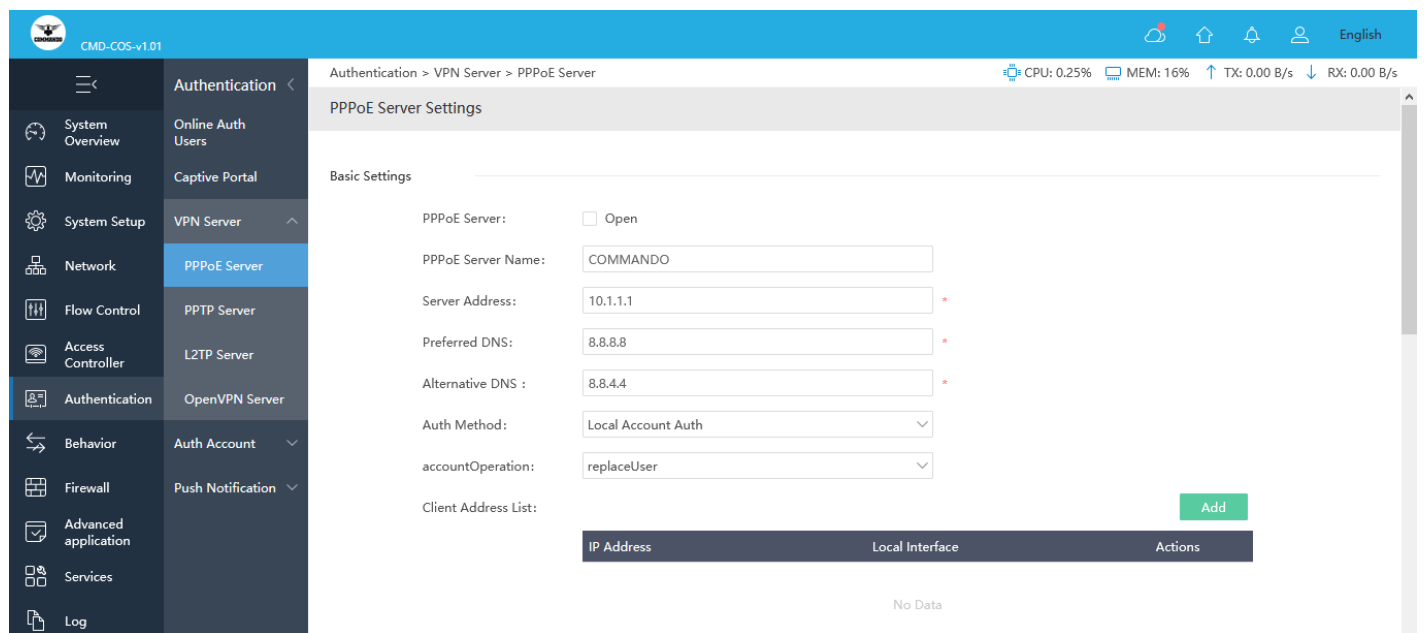 COMMANDO
CMD-COS-v1.01
English
Authentication
Authentication > VPN Server > PPPoE Server
CPU: 0.25%
MEM: 16%
TX: 0.00 B/s
RX: 0.00 B/s
System
Overview
Monitoring
System Setup
Network
Flow Control
Access
Controller
Authentication
Behavior
Firewall
Advanced
application
Services
Log
Online Auth
Users
Captive Portal
VPN Server
PPPoE Server
PPTP Server
L2TP Server
OpenVPN Server
Auth Account
Push Notification
PPPoE Server Settings
Basic Settings
PPPoE Server: Open
PPPoE Server Name: COMMANDO
Server Address: 10.1.1.1 *
Preferred DNS: 8.8.8.8 *
Alternative DNS : 8.8.4.4 *
Auth Method: Local Account Auth
accountOperation: replaceUser
Client Address List: Add
IP Address Local Interface Actions
No Data